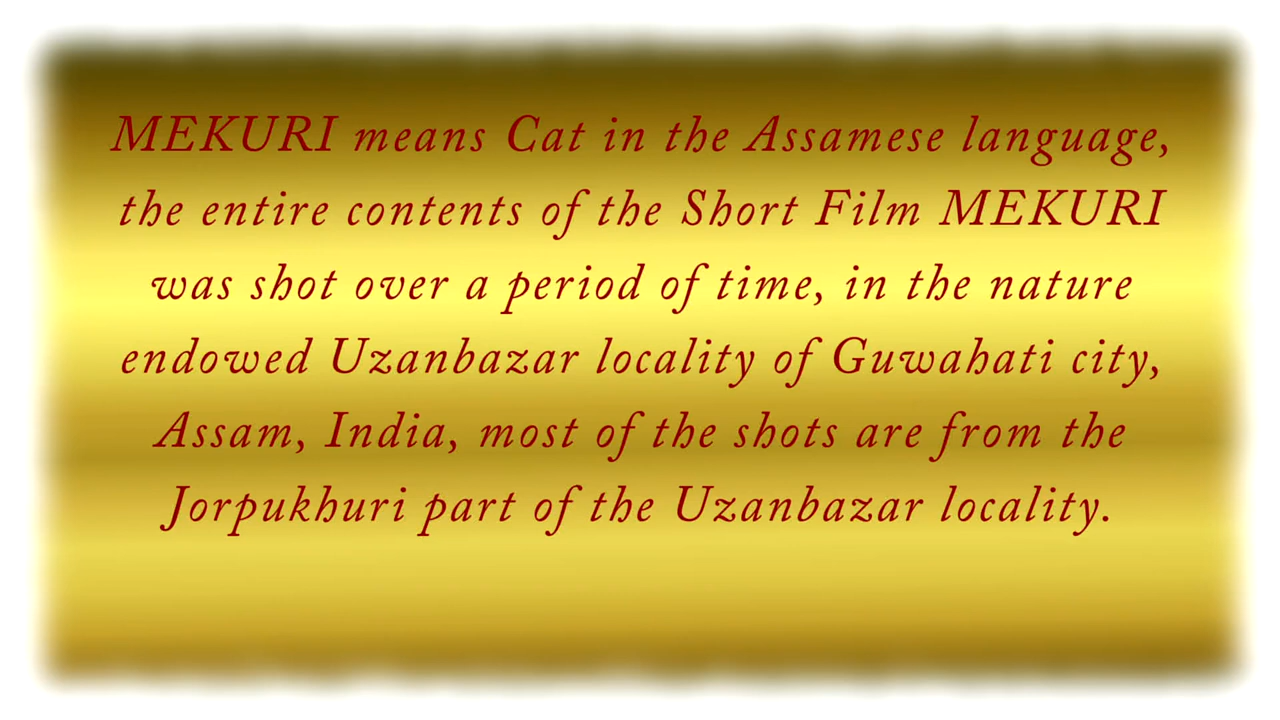 MEKURI means Cat in the Assamese language,
the entire contents of the Short Film MEKURI
was shot over a period of time, in the nature
endowed Uzanbazar locality of Guwahati city,
Assam, India, most of the shots are from the
Jorpukhuri part of the Uzanbazar locality.